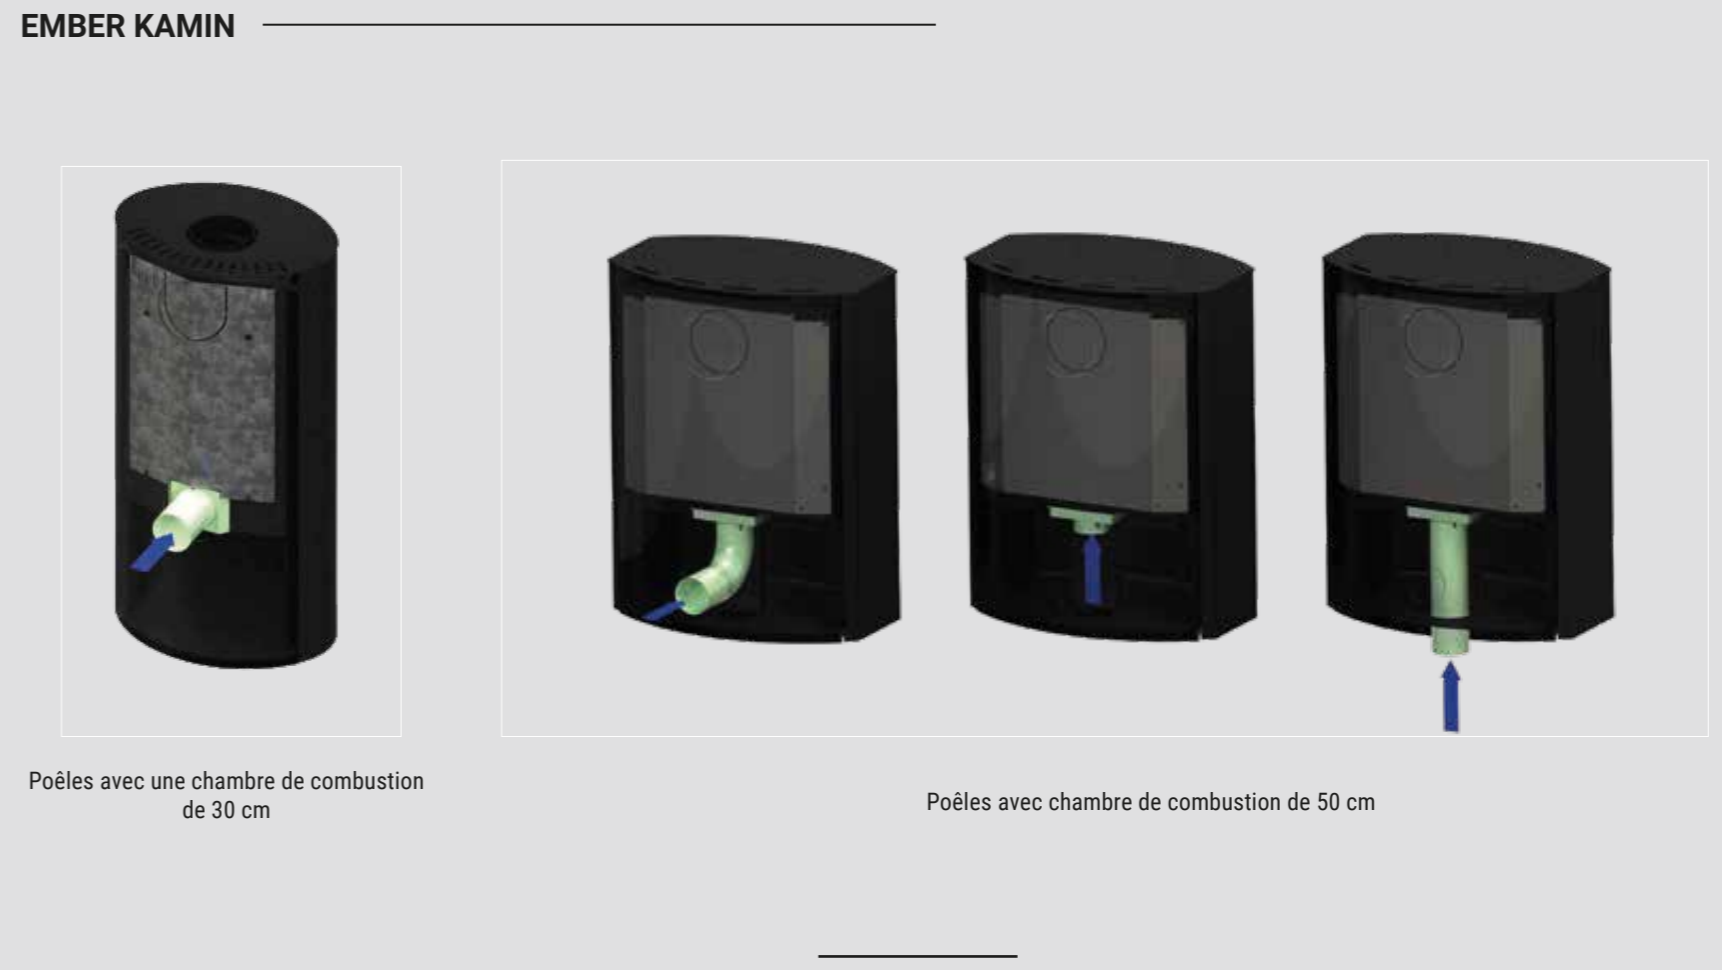 EMBER KAMIN
Poêles avec une chambre de combustion
de 30 cm
Poêles avec chambre de combustion de 50 cm